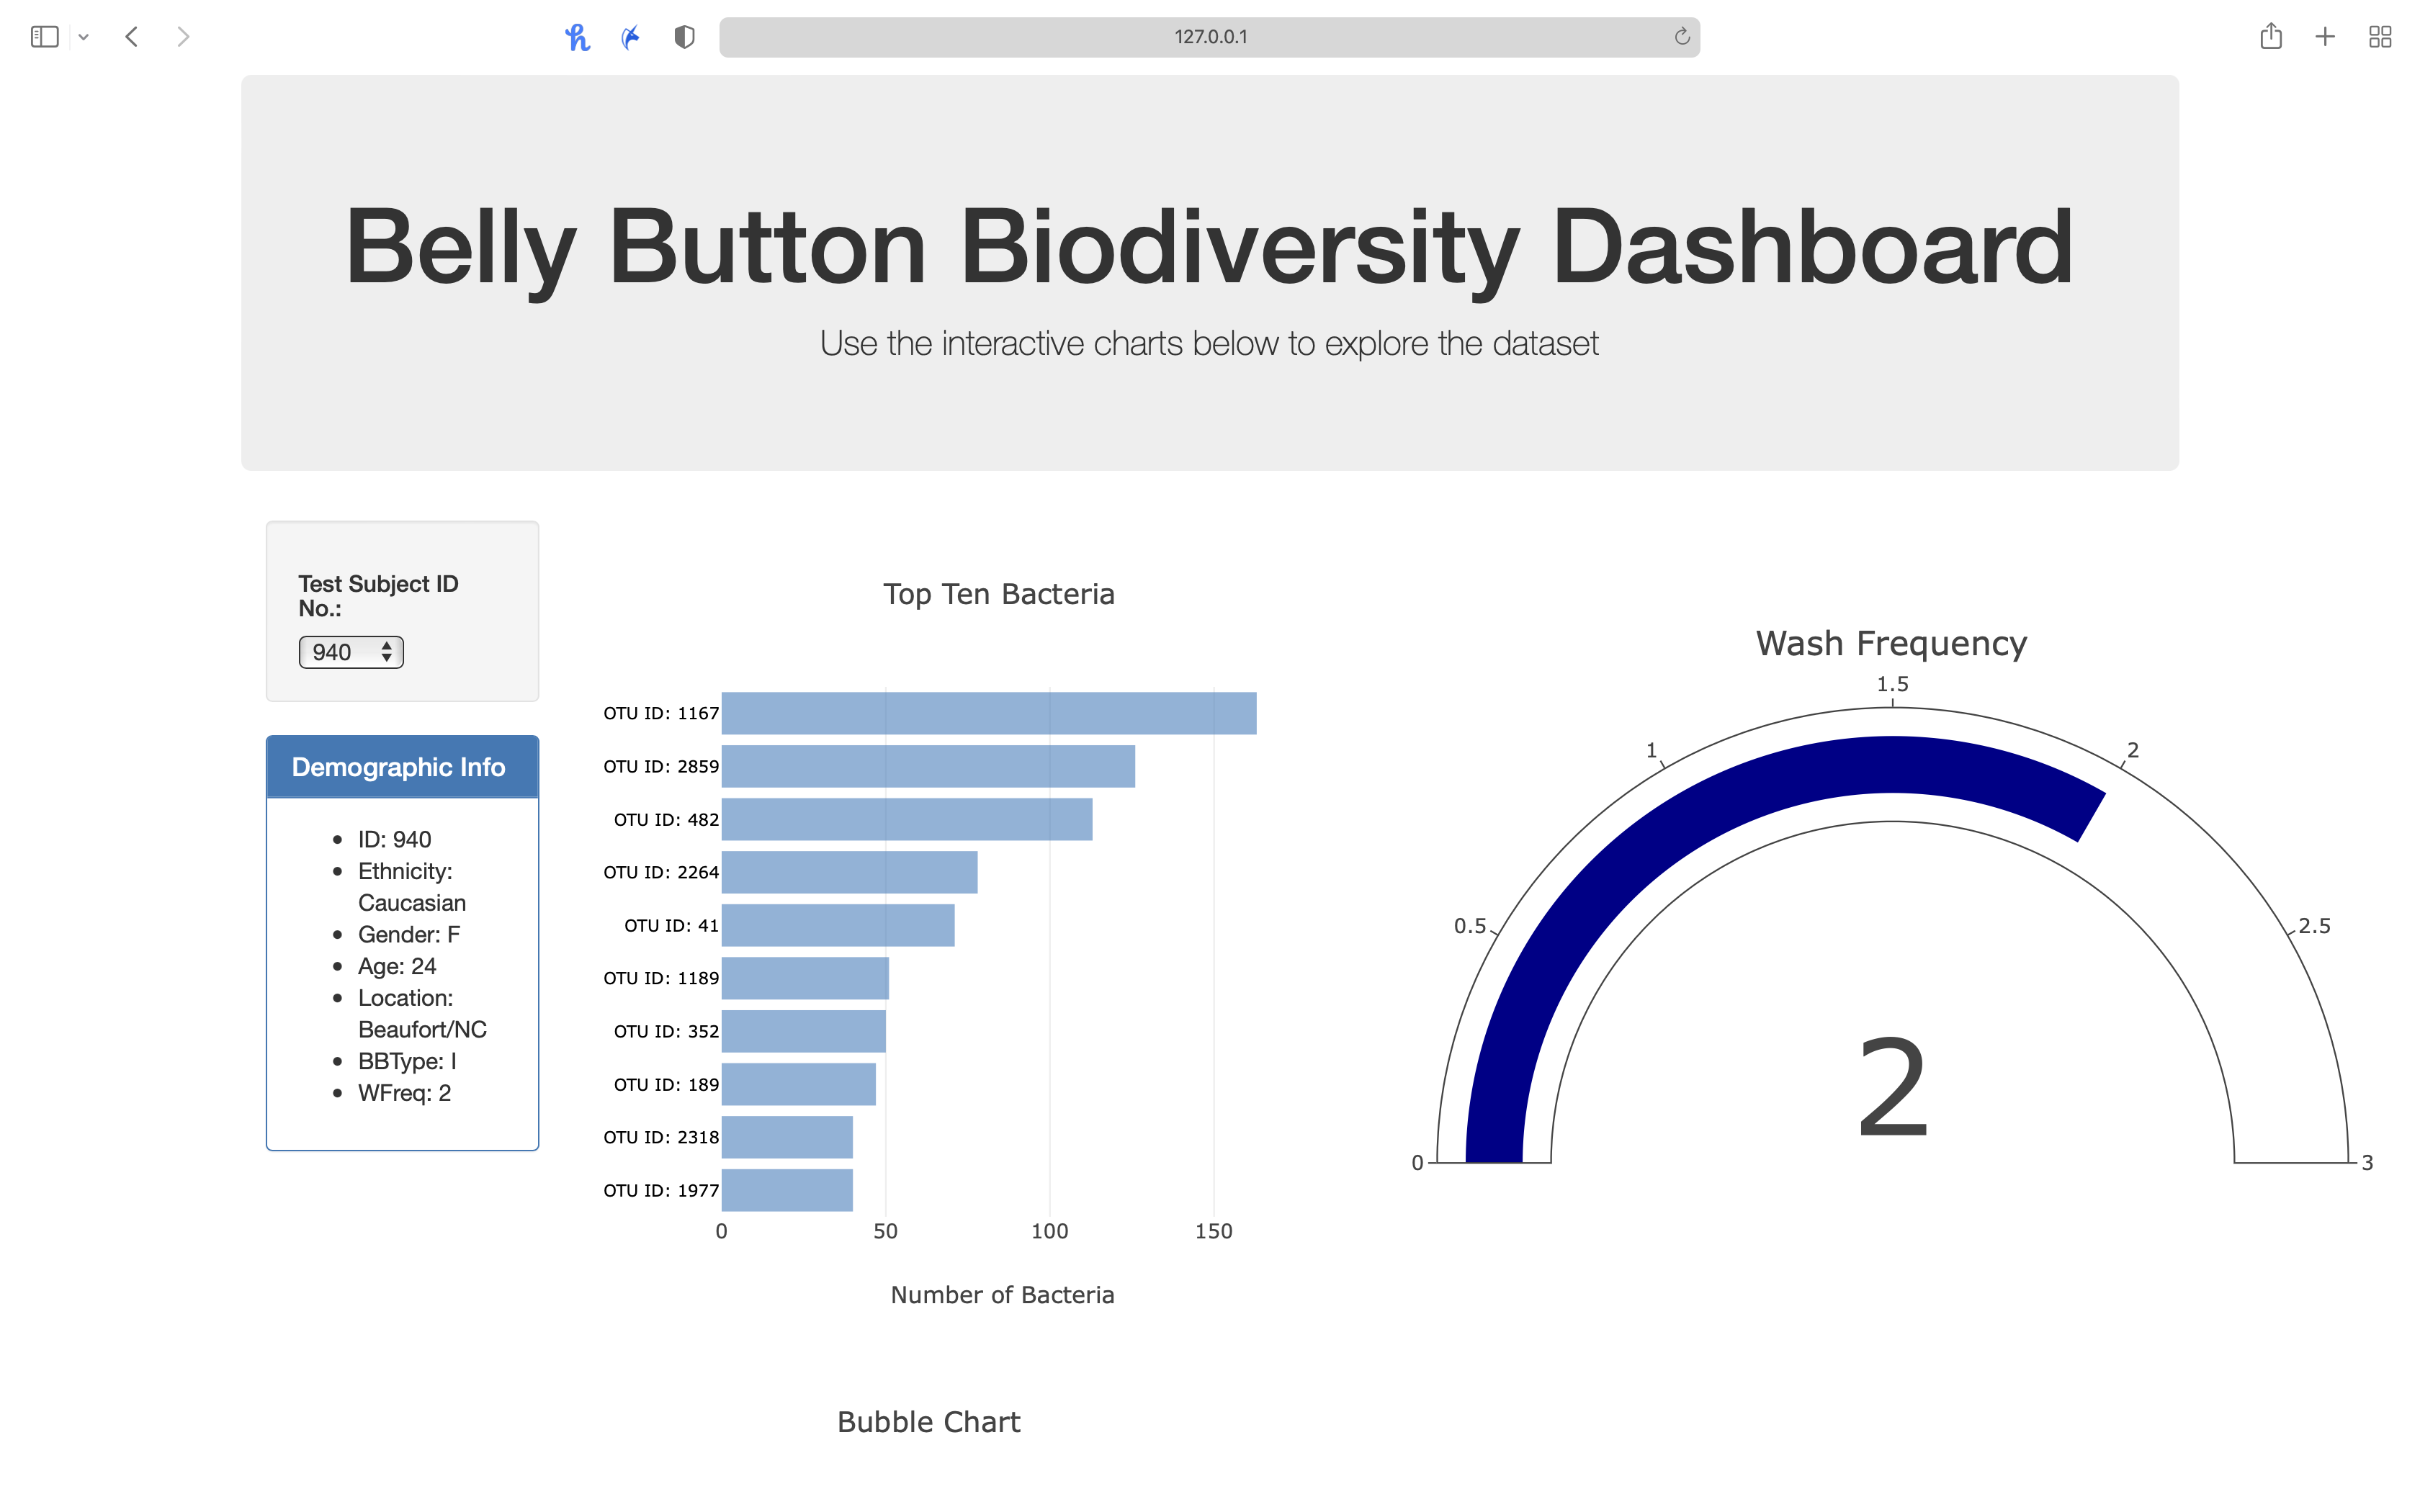 127.0.0.1
Belly Button Biodiversity Dashboard
Use the interactive charts below to explore the dataset
Test Subject ID
No.:
940
Demographic Info
ID: 940
Ethnicity:
Caucasian
Gender: F
Age: 24
Location:
Beaufort/NC
BBType: I
WFreq: 2
Top Ten Bacteria
OTU ID: 1167
OTU ID: 2859
OTU ID: 482
OTU ID: 2264
OTU ID: 41
OTU ID: 1189
OTU ID: 352
OTU ID: 189
OTU ID: 2318
OTU ID: 1977
0 50 100 150
Number of Bacteria
Wash Frequency
0
0.5
1
1.5
2
2.5
3
2
Bubble Chart